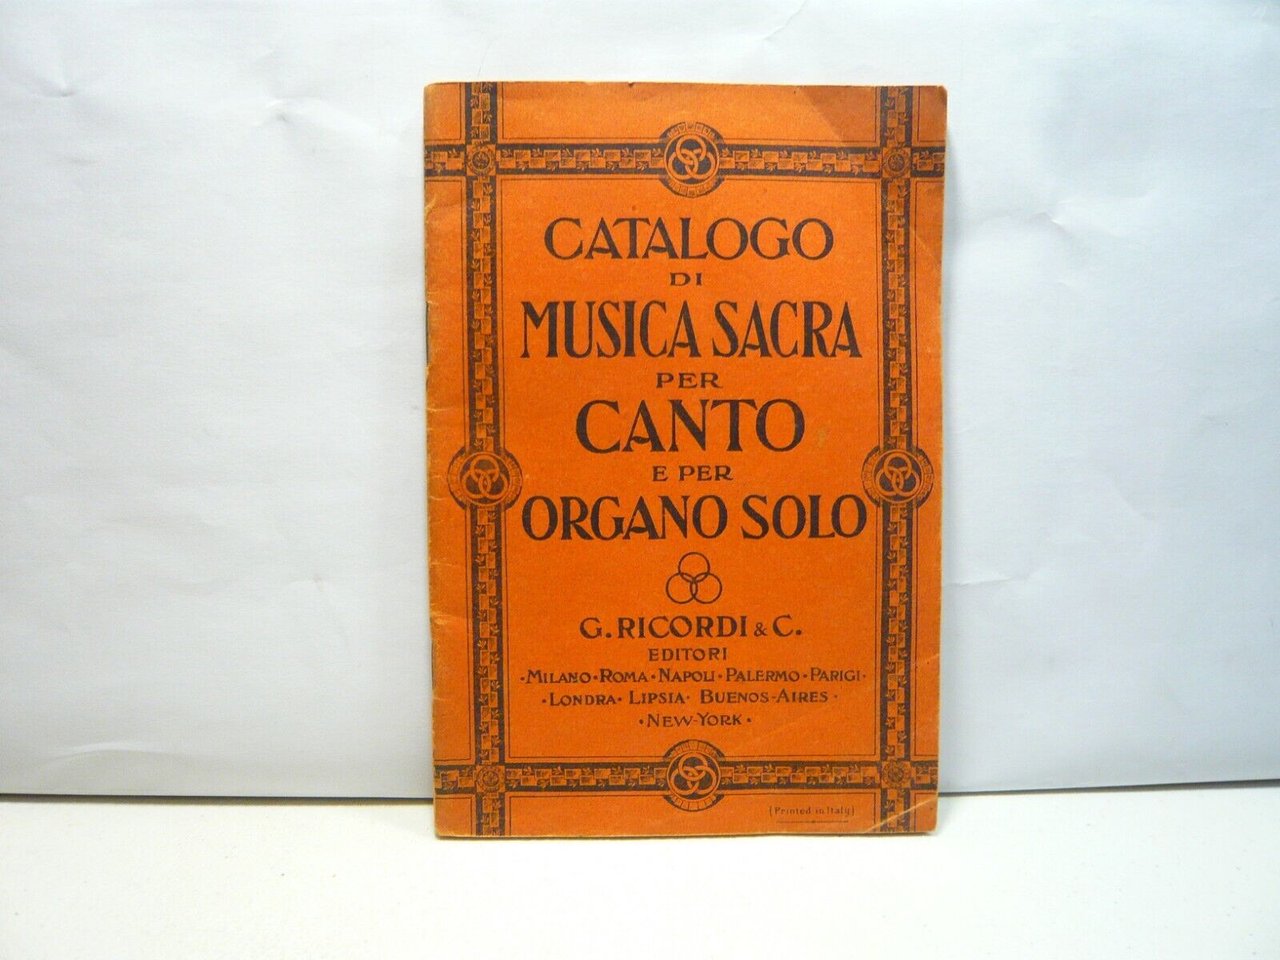 CATALOGO
DI
MUSICA SACRA
PER
CANTO
E PER
ORGANO SOLO
G. RICORDI & C.
EDITORI
·MILANO·ROMA·NAPOLI·PALERMO·PARIGI·
·LONDRA·LIPSIA·BUENOS-AIRES·
·NEW-YORK·
(Printed in Italy)